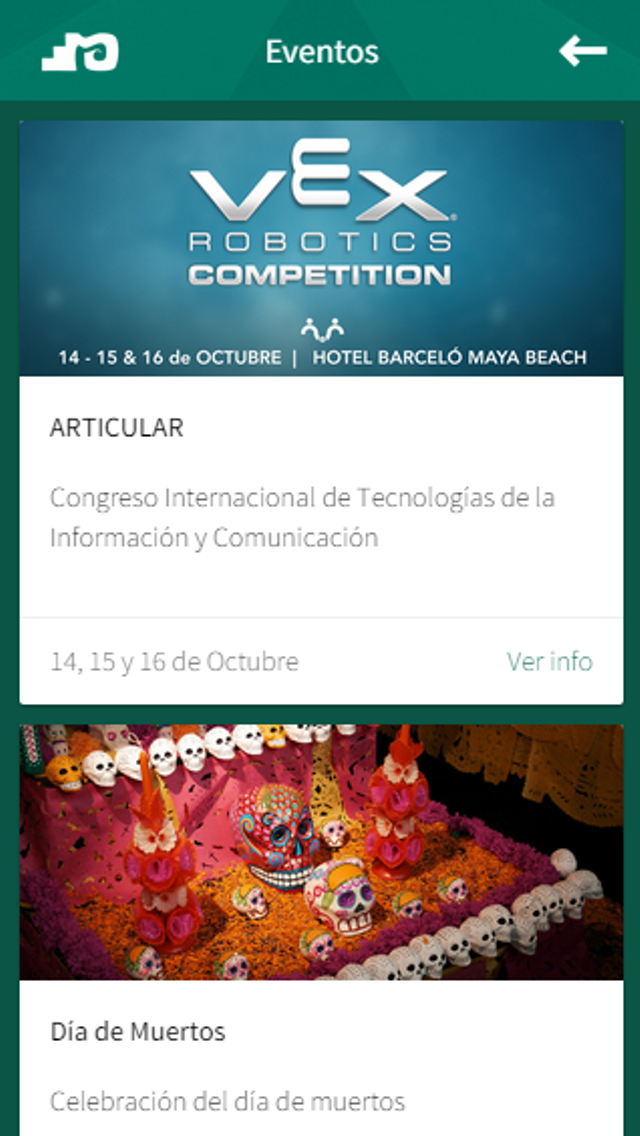 Eventos
VEX
ROBOTICS
COMPETITION
14 - 15 & 16 de OCTUBRE | HOTEL BARCELÓ MAYA BEACH
ARTICULAR
Congreso Internacional de Tecnologías de la
Información y Comunicación
14, 15 y 16 de Octubre
Ver info
Día de Muertos
Celebración del día de muertos